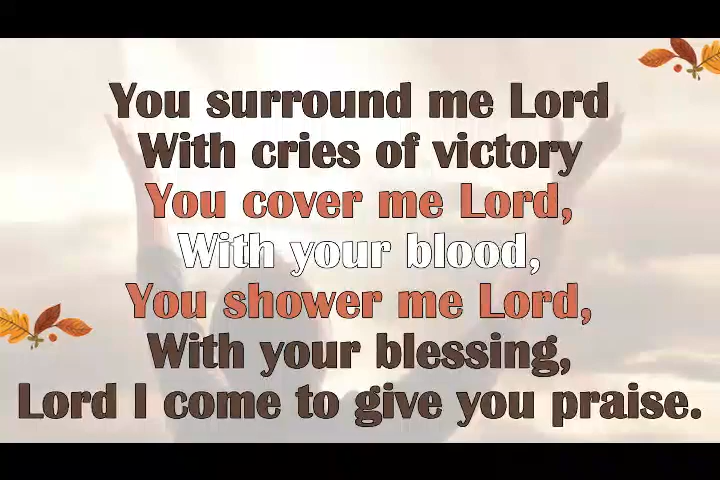 You surround me Lord
With cries of victory
You cover me Lord,
With your blood,
You shower me Lord,
With your blessing,
Lord I come to give you praise.